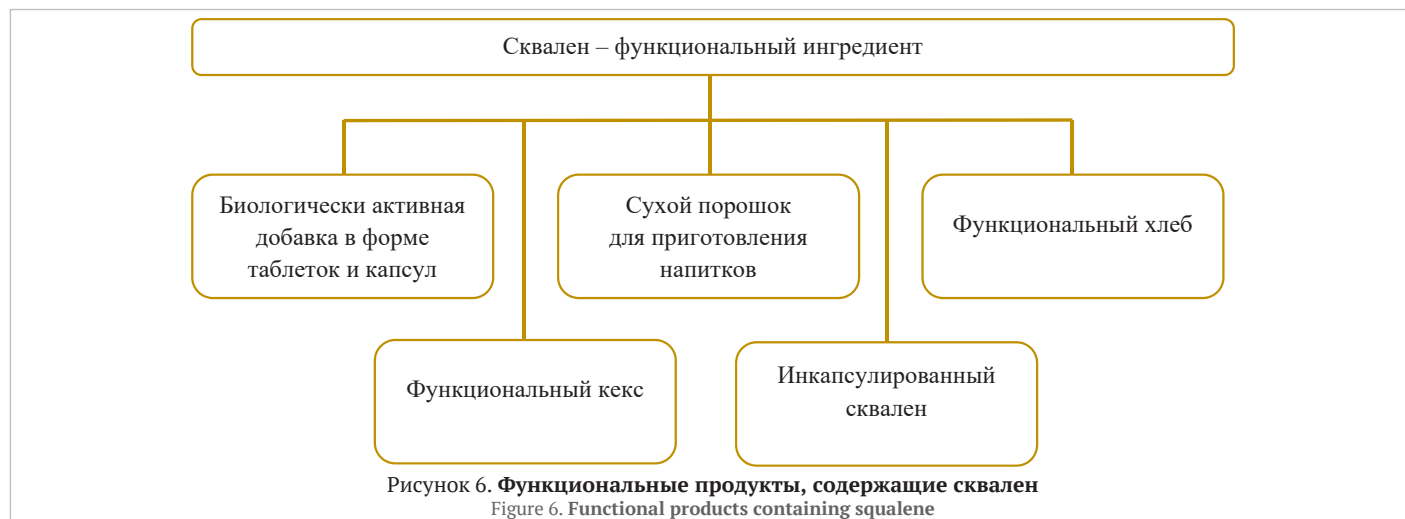 Сквален – функциональный ингредиент
Биологически активная
добавка в форме
таблеток и капсул
Сухой порошок
для приготовления
напитков
Функциональный хлеб
Функциональный кекс
Инкапсулированный
сквален
Рисунок 6. Функциональные продукты, содержащие сквален
Figure 6. Functional products containing squalene